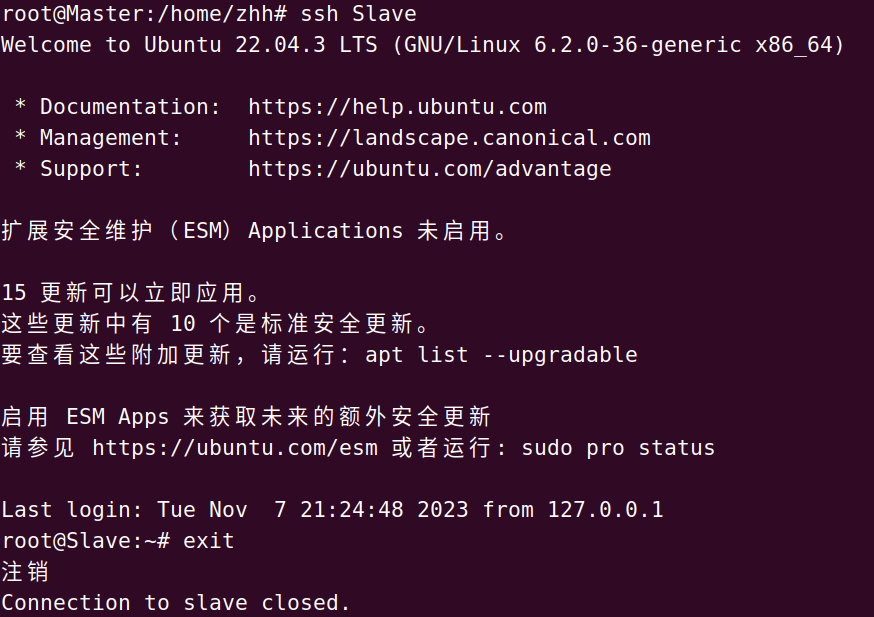 root@Master:/home/zhh# ssh Slave
Welcome to Ubuntu 22.04.3 LTS (GNU/Linux 6.2.0-36-generic x86_64)
* Documentation:  https://help.ubuntu.com
* Management:     https://landscape.canonical.com
* Support:        https://ubuntu.com/advantage
扩展安全维护（ESM）Applications 未启用。
15 更新可以立即应用。
这些更新中有 10 个是标准安全更新。
要查看这些附加更新，请运行：apt list --upgradable
启用 ESM Apps 来获取未来的额外安全更新
请参见 https://ubuntu.com/esm 或者运行: sudo pro status
Last login: Tue Nov  7 21:24:48 2023 from 127.0.0.1
root@Slave:~# exit
注销
Connection to slave closed.